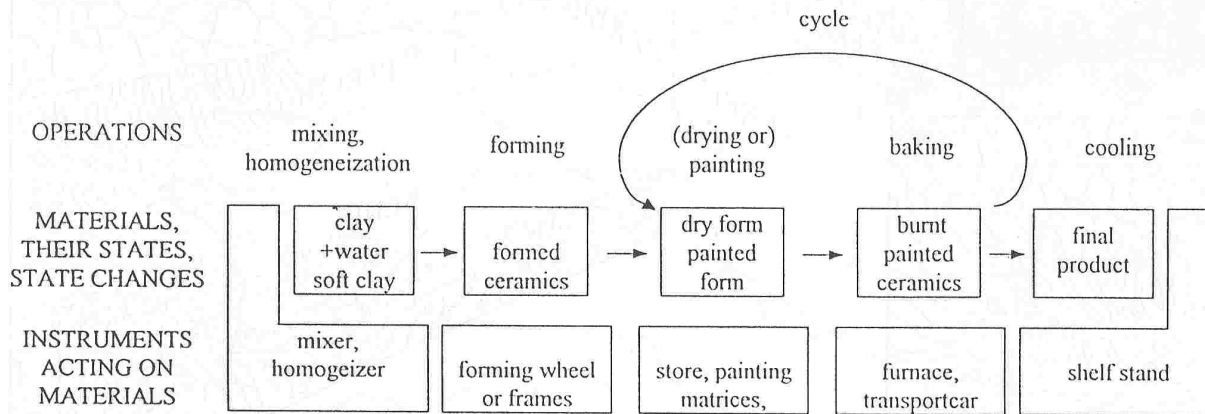 cycle
OPERATIONS
mixing,
homogeneization
forming
(drying or)
painting
baking
cooling
MATERIALS,
THEIR STATES,
STATE CHANGES
clay
+water
soft clay
formed
ceramics
dry form
painted
form
burnt
painted
ceramics
final
product
INSTRUMENTS
ACTING ON
MATERIALS
mixer,
homogeizer
forming wheel
or frames
store, painting
matrices,
furnace,
transportcar
shelf stand